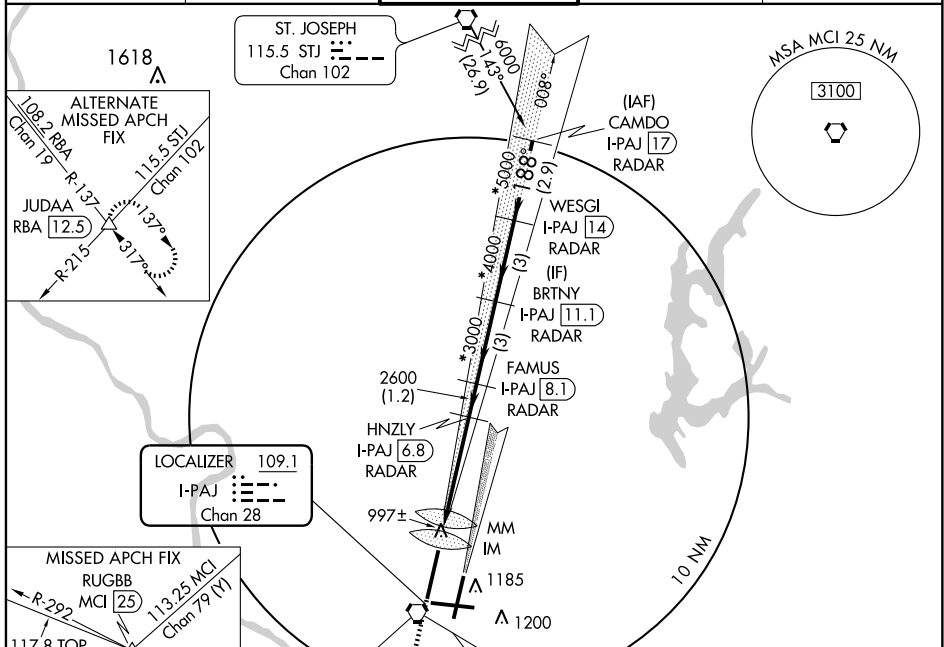 ST. JOSEPH
115.5 STJ
Chan 102
1618
ALTERNATE
MISSED APCH
FIX
108.2 RBA
Chan 19
R-137
115.5 STJ
Chan 102
JUDAA
RBA 12.5
137°
317°
R-215
6000
143°
(26.9)
008°
(IAF)
CAMDO
I-PAJ 17
RADAR
MSA MCI 25 NM
3100
*5000
188°
(2.9)
WESGI
I-PAJ 14
RADAR
*4000
(3)
(IF)
BRTNY
I-PAJ 11.1
RADAR
*3000
(3)
FAMUS
I-PAJ 8.1
RADAR
2600
(1.2)
HNZLY
I-PAJ 6.8
RADAR
LOCALIZER 109.1
I-PAJ
Chan 28
997±
MM
IM
1185
1200
10 NM
MISSED APCH FIX
RUGBB
MCI 25
113.25 MCI
Chan 79 (Y)
R-292
117.8 TOP